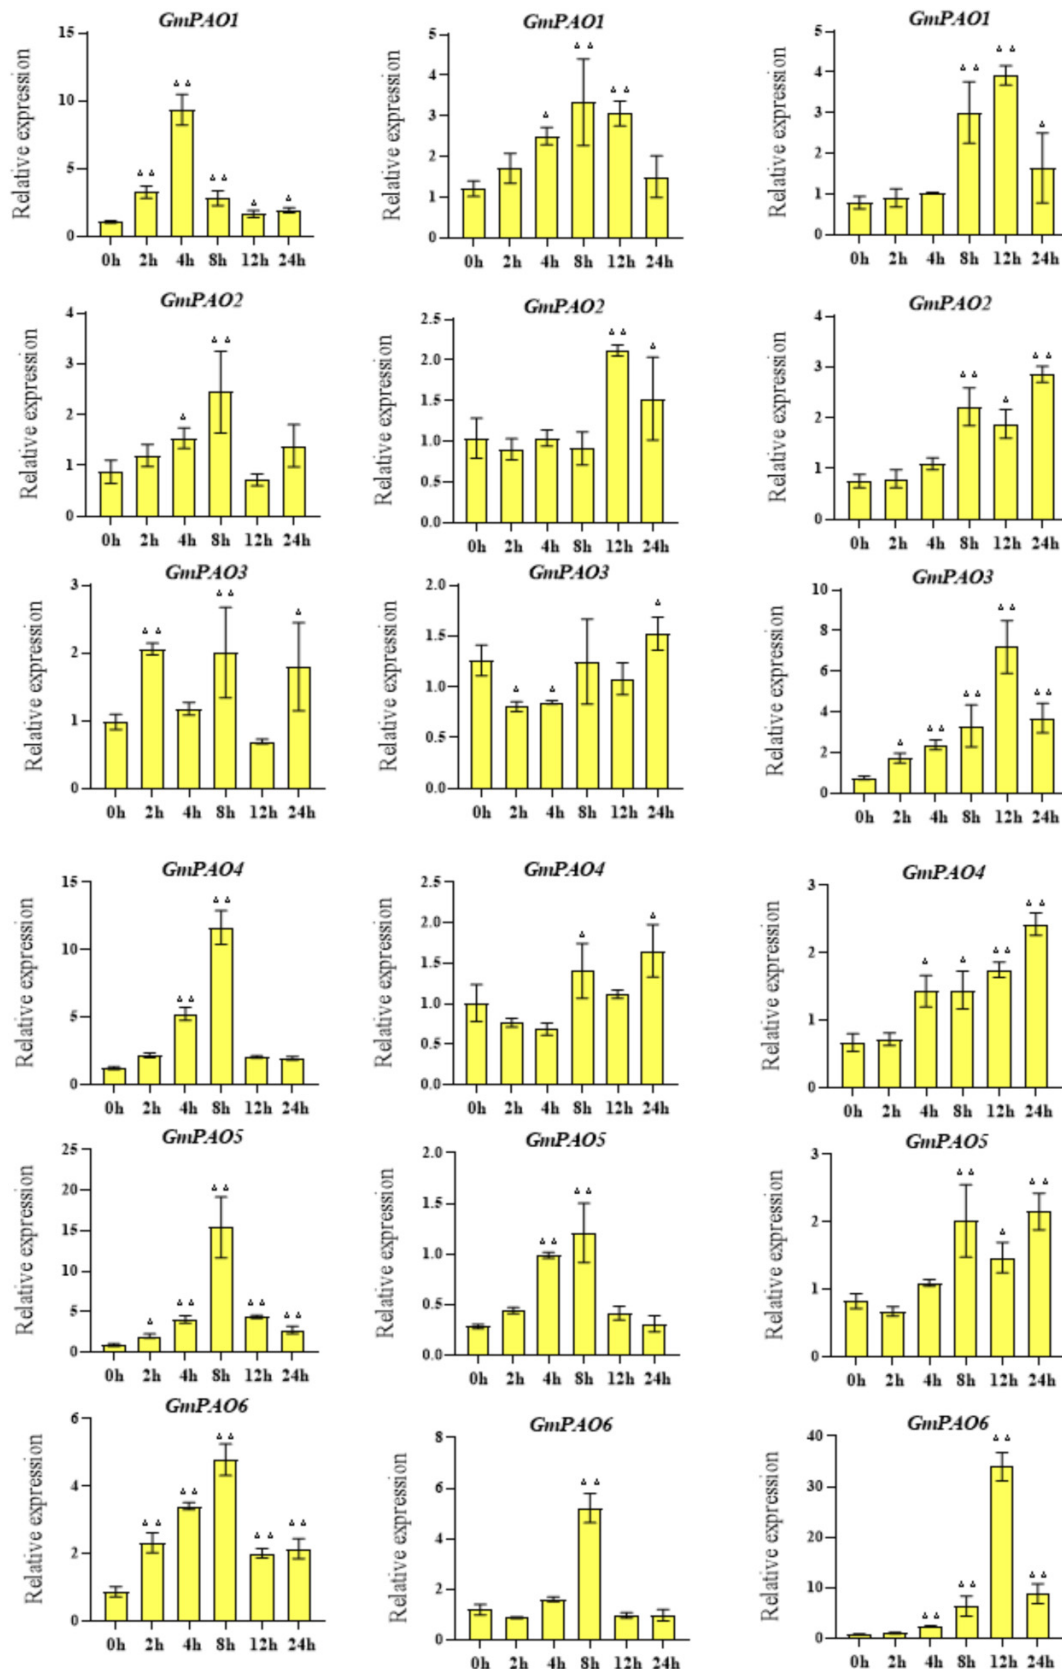 GmPAO1 GmPAO1 GmPAO1
Relative expression 15 10 5 0
Relative expression 5 4 3 2 1 0
Relative expression 5 4 3 2 1 0
0h 2h 4h 8h 12h 24h 0h 2h 4h 8h 12h 24h 0h 2h 4h 8h 12h 24h
GmPAO2 GmPAO2 GmPAO2
Relative expression 4 3 2 1 0
Relative expression 2.5 2.0 1.5 1.0 0.5 0.0
Relative expression 4 3 2 1 0
0h 2h 4h 8h 12h 24h 0h 2h 4h 8h 12h 24h 0h 2h 4h 8h 12h 24h
GmPAO3 GmPAO3 GmPAO3
Relative expression 3 2 1 0
Relative expression 2.0 1.5 1.0 0.5 0.0
Relative expression 10 8 6 4 2 0
0h 2h 4h 8h 12h 24h 0h 2h 4h 8h 12h 24h 0h 2h 4h 8h 12h 24h
GmPAO4 GmPAO4 GmPAO4
Relative expression 15 10 5 0
Relative expression 2.5 2.0 1.5 1.0 0.5 0.0
Relative expression 3 2 1 0
0h 2h 4h 8h 12h 24h 0h 2h 4h 8h 12h 24h 0h 2h 4h 8h 12h 24h
GmPAO5 GmPAO5 GmPAO5
Relative expression 25 20 15 10 5 0
Relative expression 2.0 1.5 1.0 0.5 0.0
Relative expression 3 2 1 0
0h 2h 4h 8h 12h 24h 0h 2h 4h 8h 12h 24h 0h 2h 4h 8h 12h 24h
GmPAO6 GmPAO6 GmPAO6
Relative expression 6 4 2 0
Relative expression 8 6 4 2 0
Relative expression 40 30 20 10 0
0h 2h 4h 8h 12h 24h 0h 2h 4h 8h 12h 24h 0h 2h 4h 8h 12h 24h